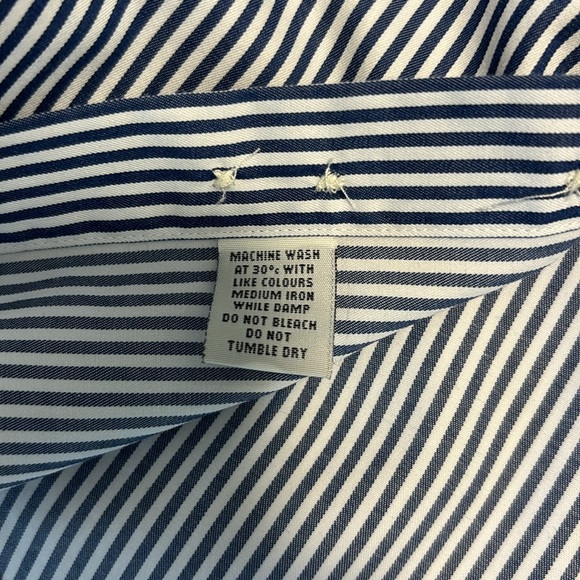 MACHINE WASH
AT 30°c WITH
LIKE COLOURS
MEDIUM IRON
WHILE DAMP
DO NOT BLEACH
DO NOT
TUMBLE DRY